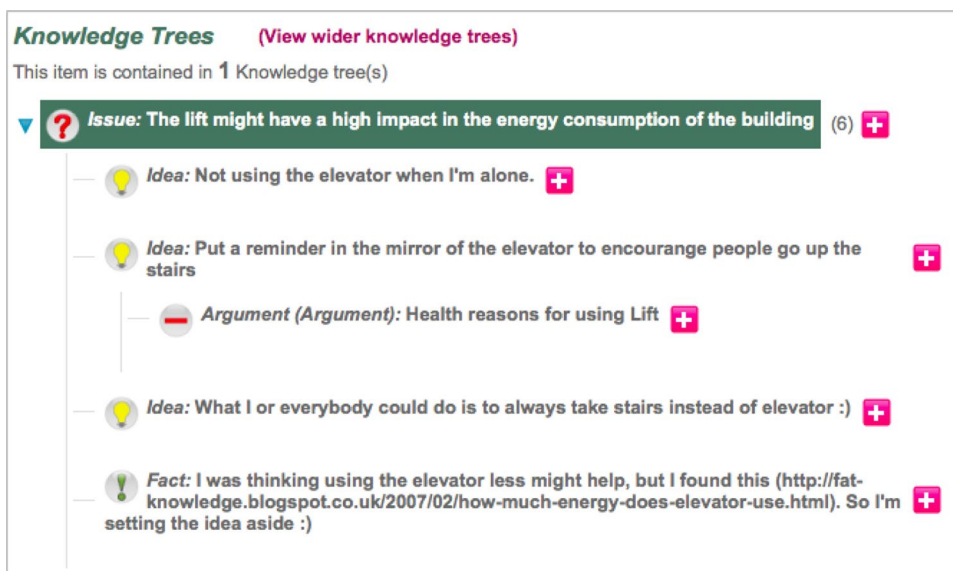 Knowledge Trees (View wider knowledge trees)
This item is contained in 1 Knowledge tree(s)
Issue: The lift might have a high impact in the energy consumption of the building (6)
Idea: Not using the elevator when I'm alone.
Idea: Put a reminder in the mirror of the elevator to encourange people go up the
stairs
Argument (Argument): Health reasons for using Lift
Idea: What I or everybody could do is to always take stairs instead of elevator :)
Fact: I was thinking using the elevator less might help, but I found this (http://fat-
knowledge.blogspot.co.uk/2007/02/how-much-energy-does-elevator-use.html). So I'm
setting the idea aside :)